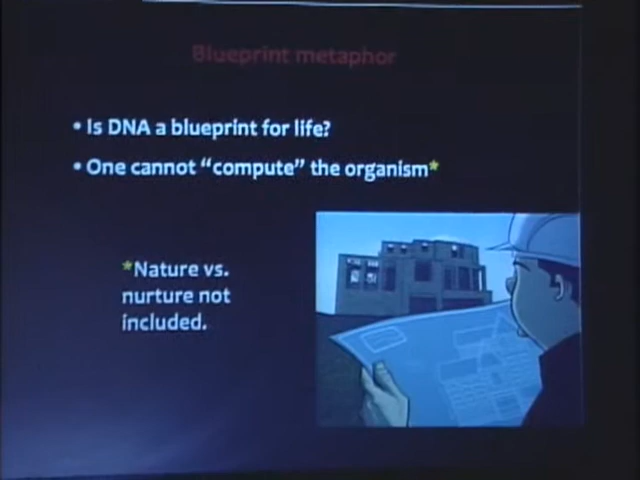 Blueprint metaphor
• Is DNA a blueprint for life?
• One cannot “compute” the organism*
*Nature vs.
nurture not
included.